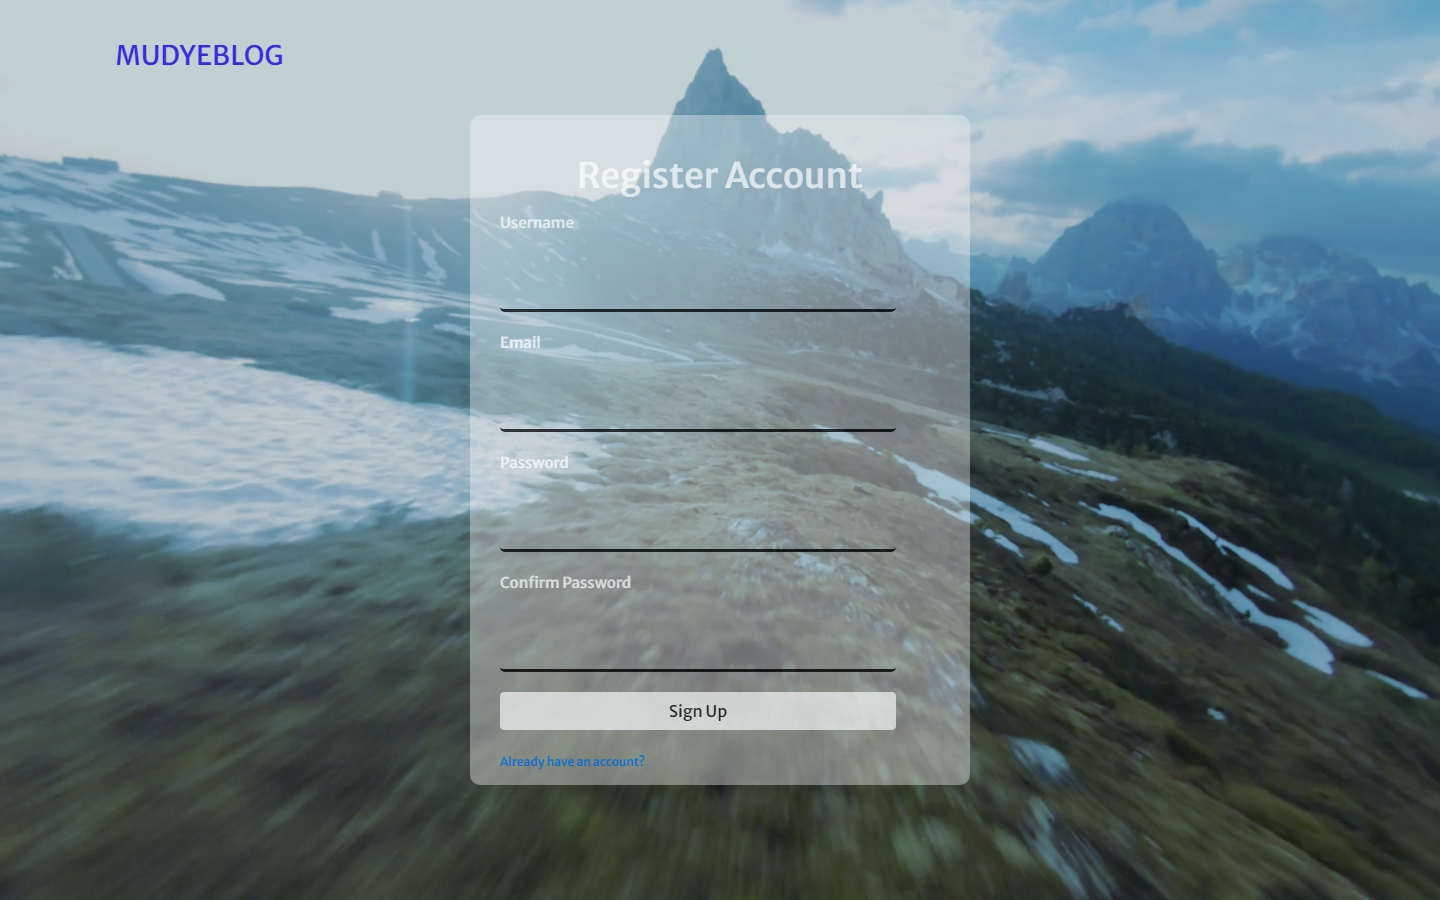 MUDYEBLOG
Register Account
Username
Email
Password
Confirm Password
Sign Up
Already have an account?